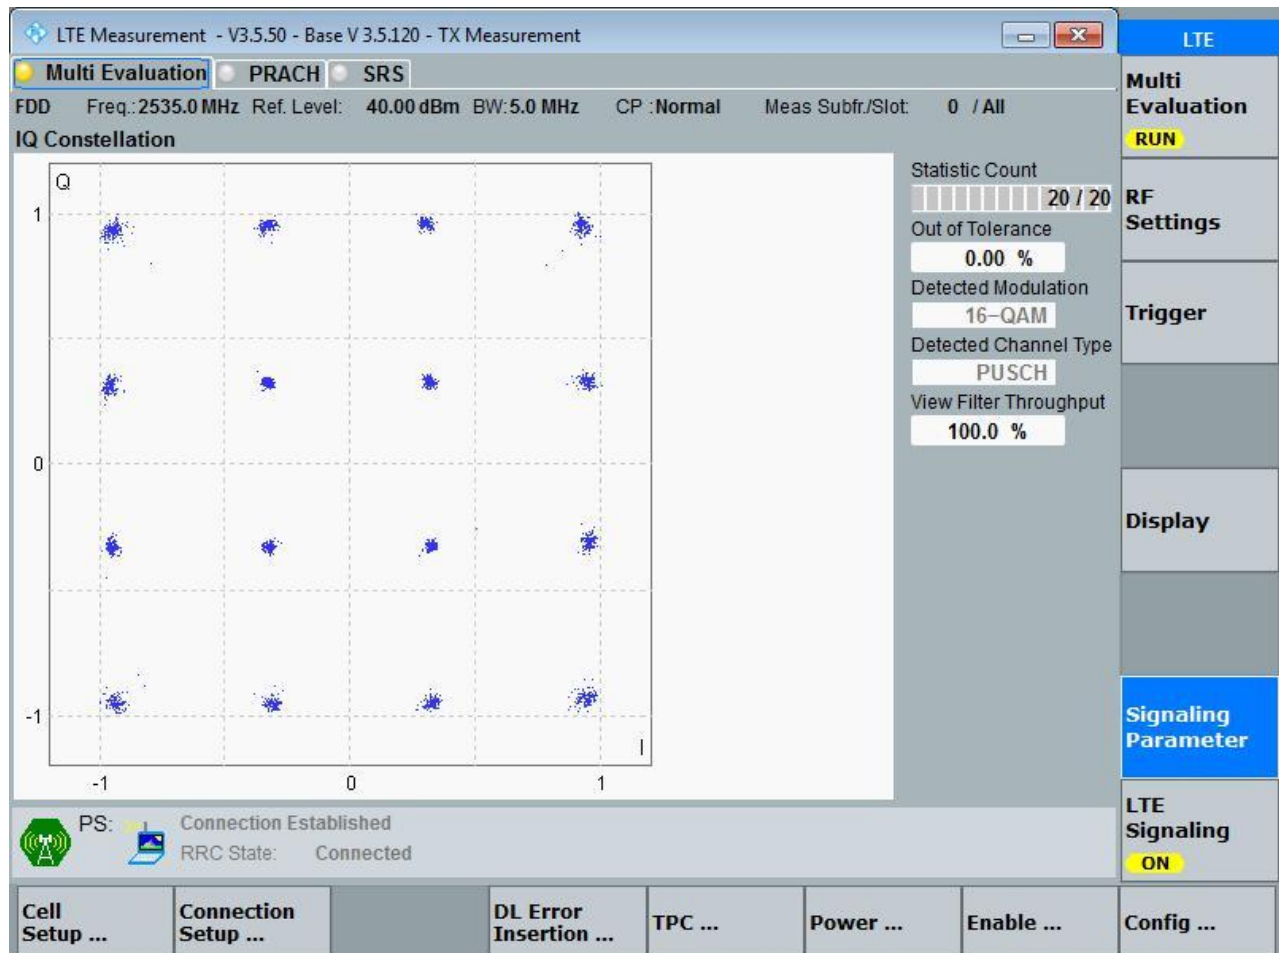 LTE Measurement - V3.5.50 - Base V 3.5.120 - TX Measurement
LTE
Multi Evaluation PRACH SRS
FDD Freq.:2535.0 MHz Ref. Level: 40.00 dBm BW:5.0 MHz CP :Normal Meas Subfr./Slot: 0 / All
IQ Constellation
Q
1
0
-1
-1 0 1
I
Statistic Count
20 / 20
Out of Tolerance
0.00 %
Detected Modulation
16-QAM
Detected Channel Type
PUSCH
View Filter Throughput
100.0 %
Multi
Evaluation
RUN
RF
Settings
Trigger
Display
Signaling
Parameter
LTE
Signaling
ON
PS: Connection Established
RRC State: Connected
Cell
Setup ...
Connection
Setup ...
DL Error
Insertion ...
TPC ...
Power ...
Enable ...
Config ...